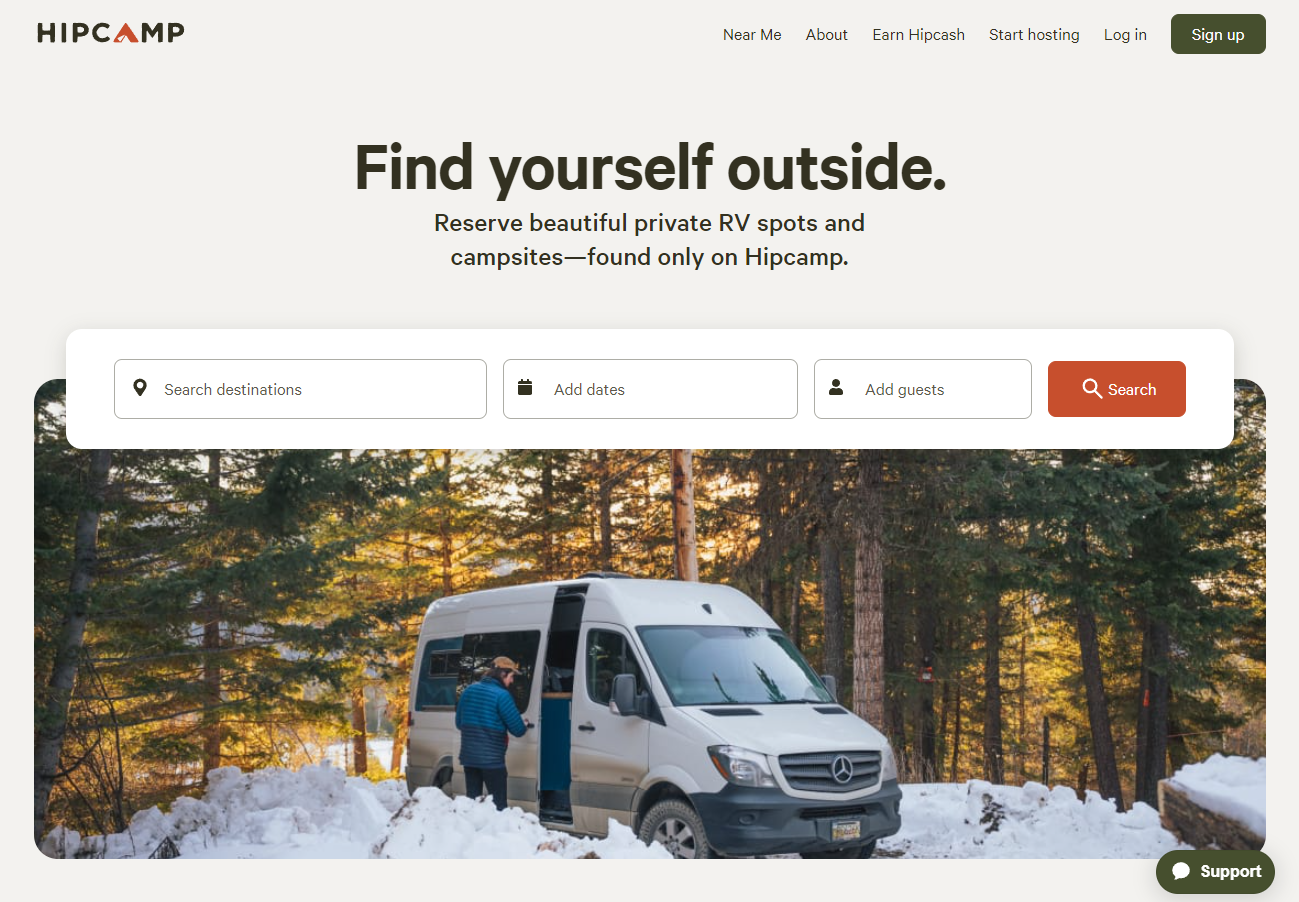 HIPCAMP
Near Me
About
Earn Hipcash
Start hosting
Log in
Sign up
Find yourself outside.
Reserve beautiful private RV spots and
campsites—found only on Hipcamp.
Search destinations
Add dates
Add guests
Search
Support